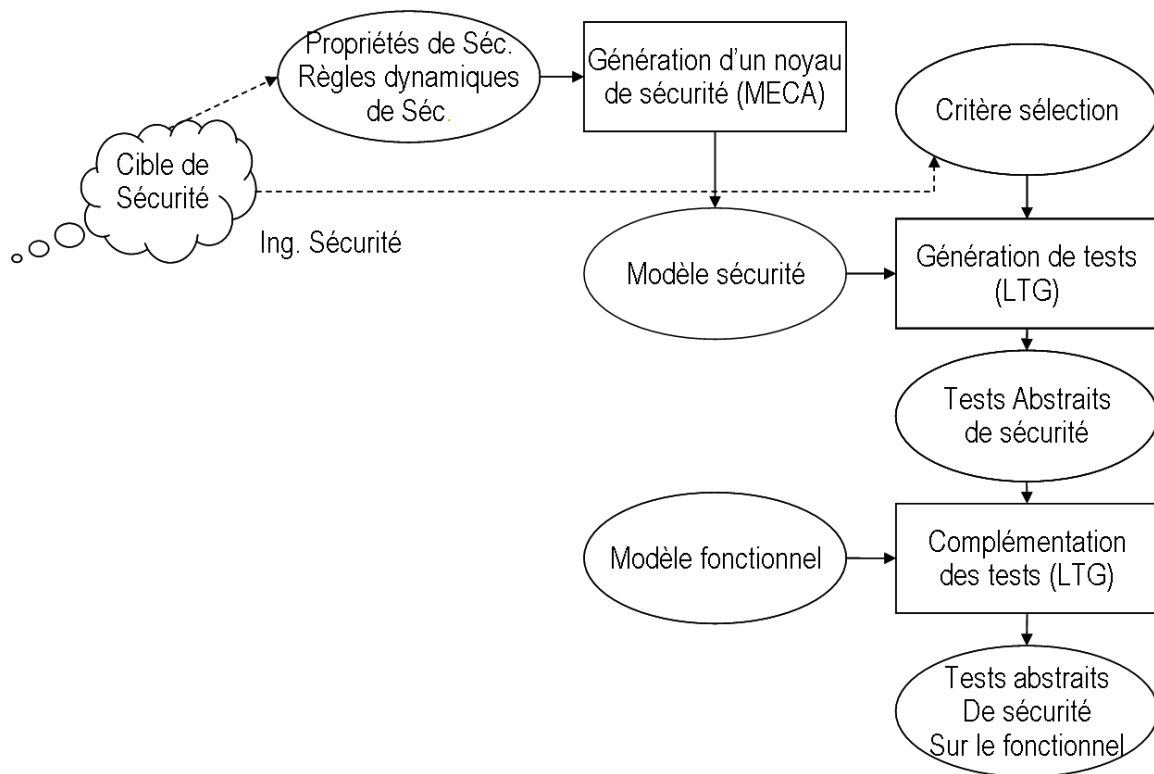 Propriétés de Séc.
Règles dynamiques
de Séc.
Génération d'un noyau
de sécurité (MECA)
Critère sélection
Cible de
Sécurité
Ing. Sécurité
Modèle sécurité
Génération de tests
(LTG)
Tests Abstraits
de sécurité
Modèle fonctionnel
Complémentation
des tests (LTG)
Tests abstraits
De sécurité
Sur le fonctionnel